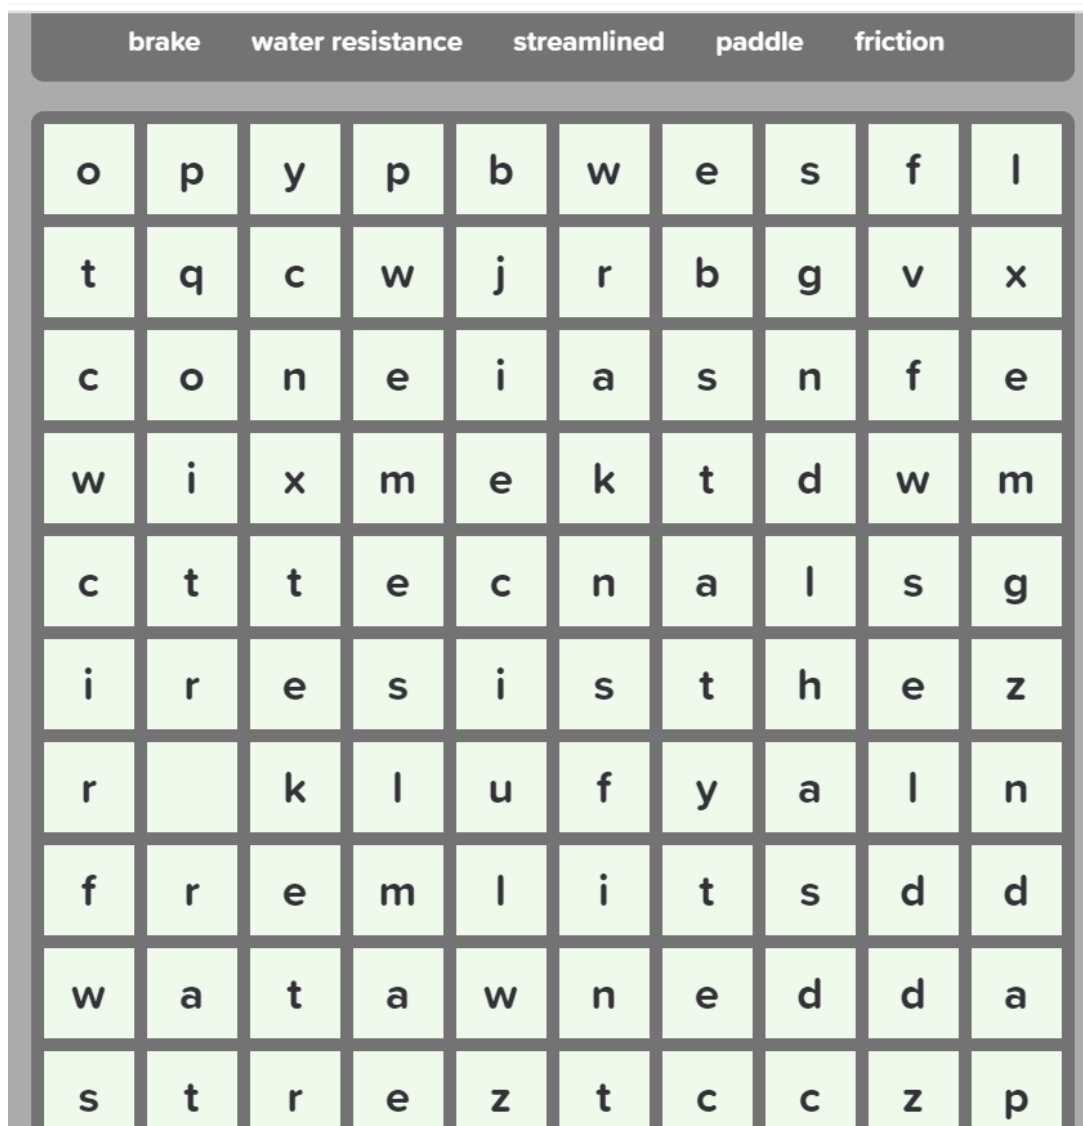 brake water resistance streamlined paddle friction
o p y p b w e s f l
t q c w j r b g v x
c o n e i a s n f e
w i x m e k t d w m
c t t e c n a l s g
i r e s i s t h e z
r k l u f y a l n
f r e m l i t s d d
w a t a w n e d d a
s t r e z t c c z p